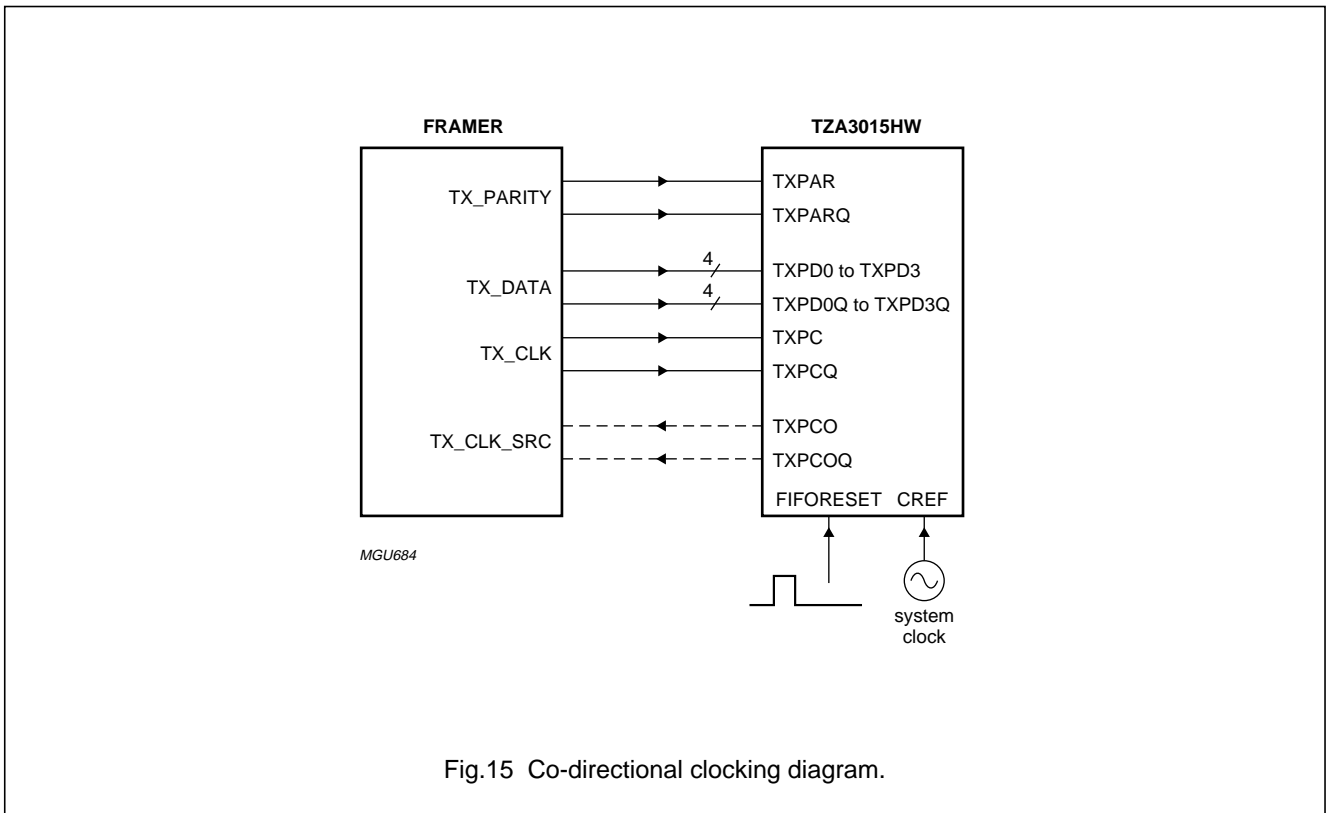 FRAMER
TZA3015HW
TX_PARITY
TXPAR
TXPARQ
TX_DATA
4
TXPD0 to TXPD3
4
TXPD0Q to TXPD3Q
TX_CLK
TXPC
TXPCQ
TX_CLK_SRC
TXPCO
TXPCOQ
FIFORESET CREF
MGU684
system
clock
Fig.15 Co-directional clocking diagram.